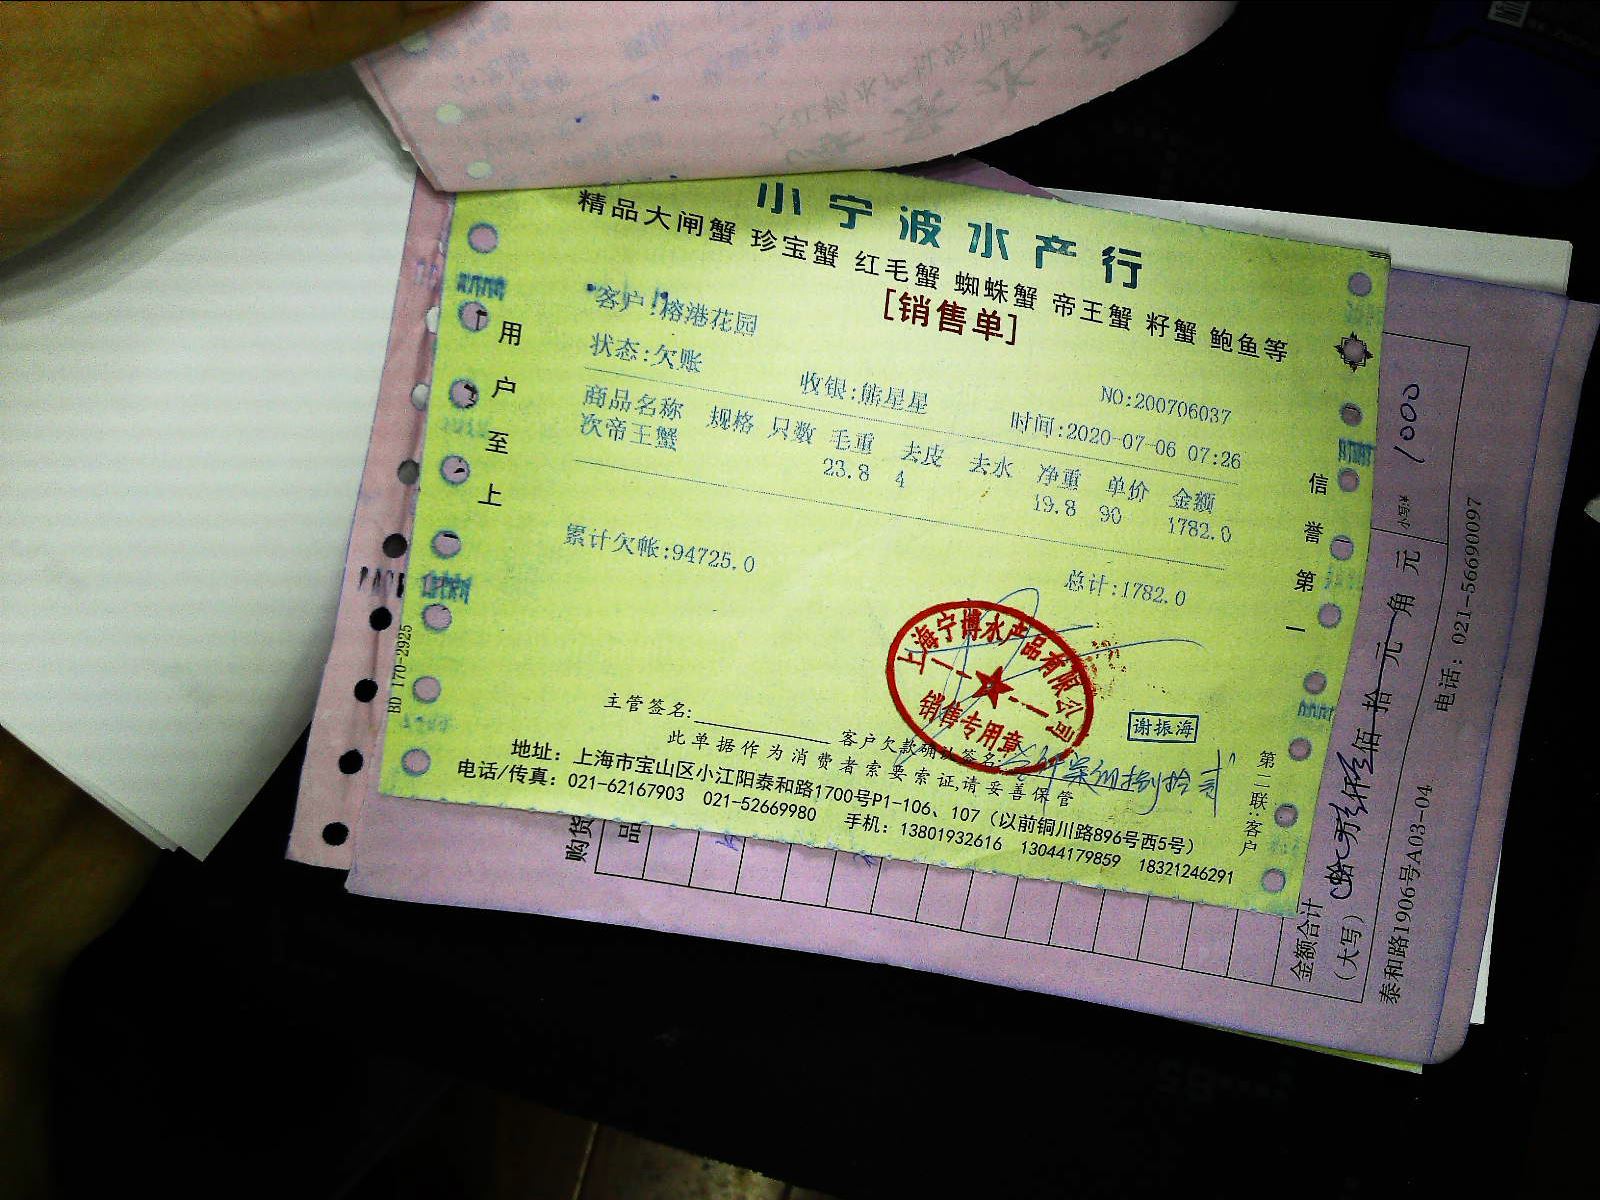 小宁波水产行
精品大闸蟹 珍宝蟹 红毛蟹 蜘蛛蟹 帝王蟹 籽蟹 鲍鱼等
[销售单]
客户:榕港花园
NO:200706037
状态:欠账 收银:熊星星 时间:2020-07-06 07:26
商品名称 规格 只数 毛重 去皮 去水 净重 单价 金额
次帝王蟹 23.8 4 19.8 90 1782.0
累计欠帐:94725.0 总计:1782.0
用户至上
信誉第一
上海宁博水产品有限公司
销售专用章
谢振海
主管签名: 客户欠款确认签名:
此单据作为消费者索要索证,请妥善保管
地址：上海市宝山区小江阳泰和路1700号P1-106、107（以前铜川路896号西5号）
电话/传真：021-62167903 021-52669980 手机：13801932616 13044179859 18321246291
第二联:客户
BD 170-2925
购货
品
金额合计
（大写） 佰 拾 元 角 元
小写:¥ 1000
泰和路1906号A03-04 电话：021-56690097